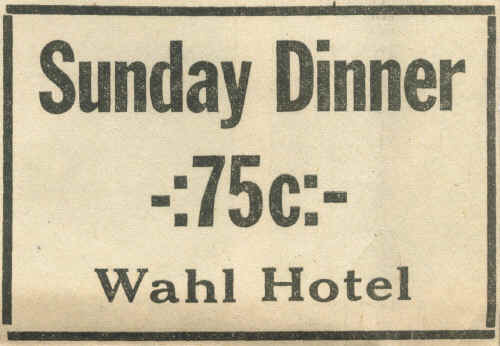 Sunday Dinner
-:75c:-
Wahl Hotel